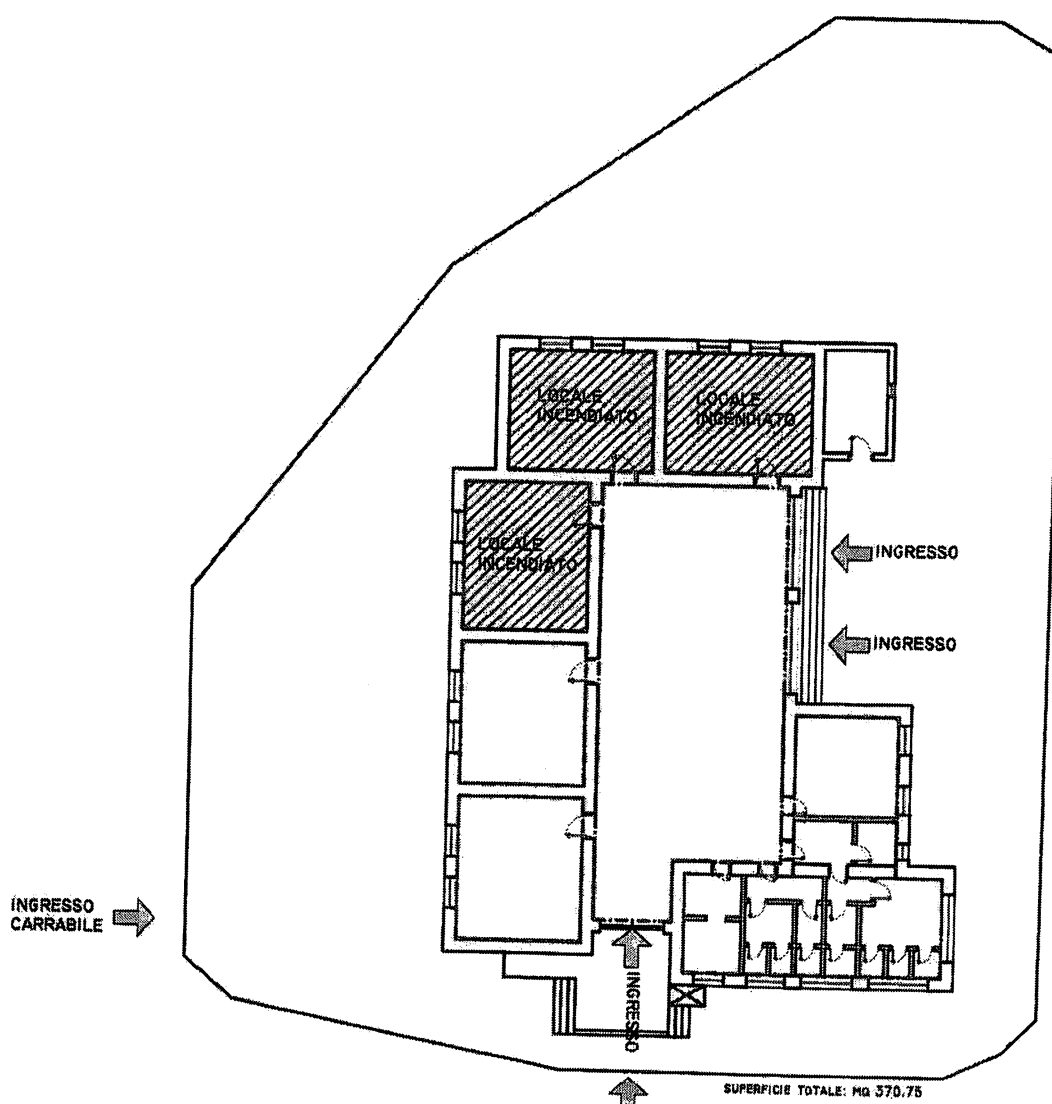 LOCALE
INCENDIATO
LOCALE
INCENDIATO
LOCALE
INCENDIATO
INGRESSO
INGRESSO
INGRESSO
CARRABILE
INGRESSO
SUPERFICIE TOTALE: MQ 370.75